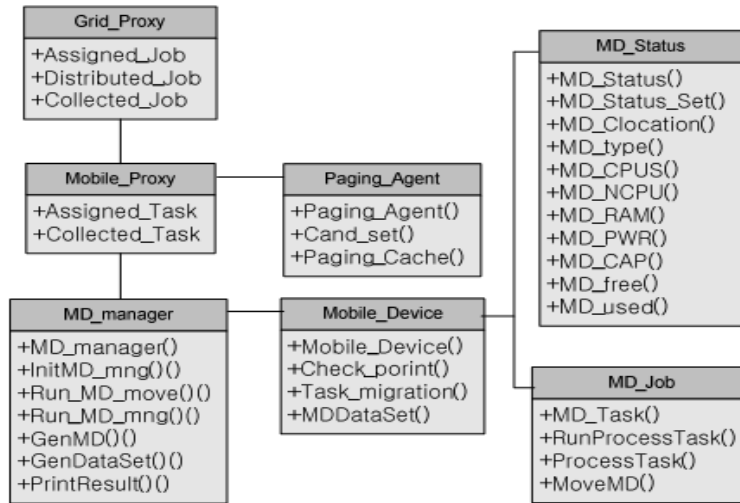 Grid_Proxy
+Assigned_Job
+Distributed_Job
+Collected_Job
Mobile_Proxy
+Assigned_Task
+Collected_Task
Paging_Agent
+Paging_Agent()
+Cand_set()
+Paging_Cache()
MD_manager
+MD_manager()
+InitMD_mng()()
+Run_MD_move()()
+Run_MD_mng()()
+GenMD()()
+GenDataSet()()
+PrintResult()()
Mobile_Device
+Mobile_Device()
+Check_porint()
+Task_migration()
+MDDataSet()
MD_Status
+MD_Status()
+MD_Status_Set()
+MD_Clocation()
+MD_type()
+MD_CPUS()
+MD_NCPU()
+MD_RAM()
+MD_PWR()
+MD_CAP()
+MD_free()
+MD_used()
MD_Job
+MD_Task()
+RunProcessTask()
+ProcessTask()
+MoveMD()